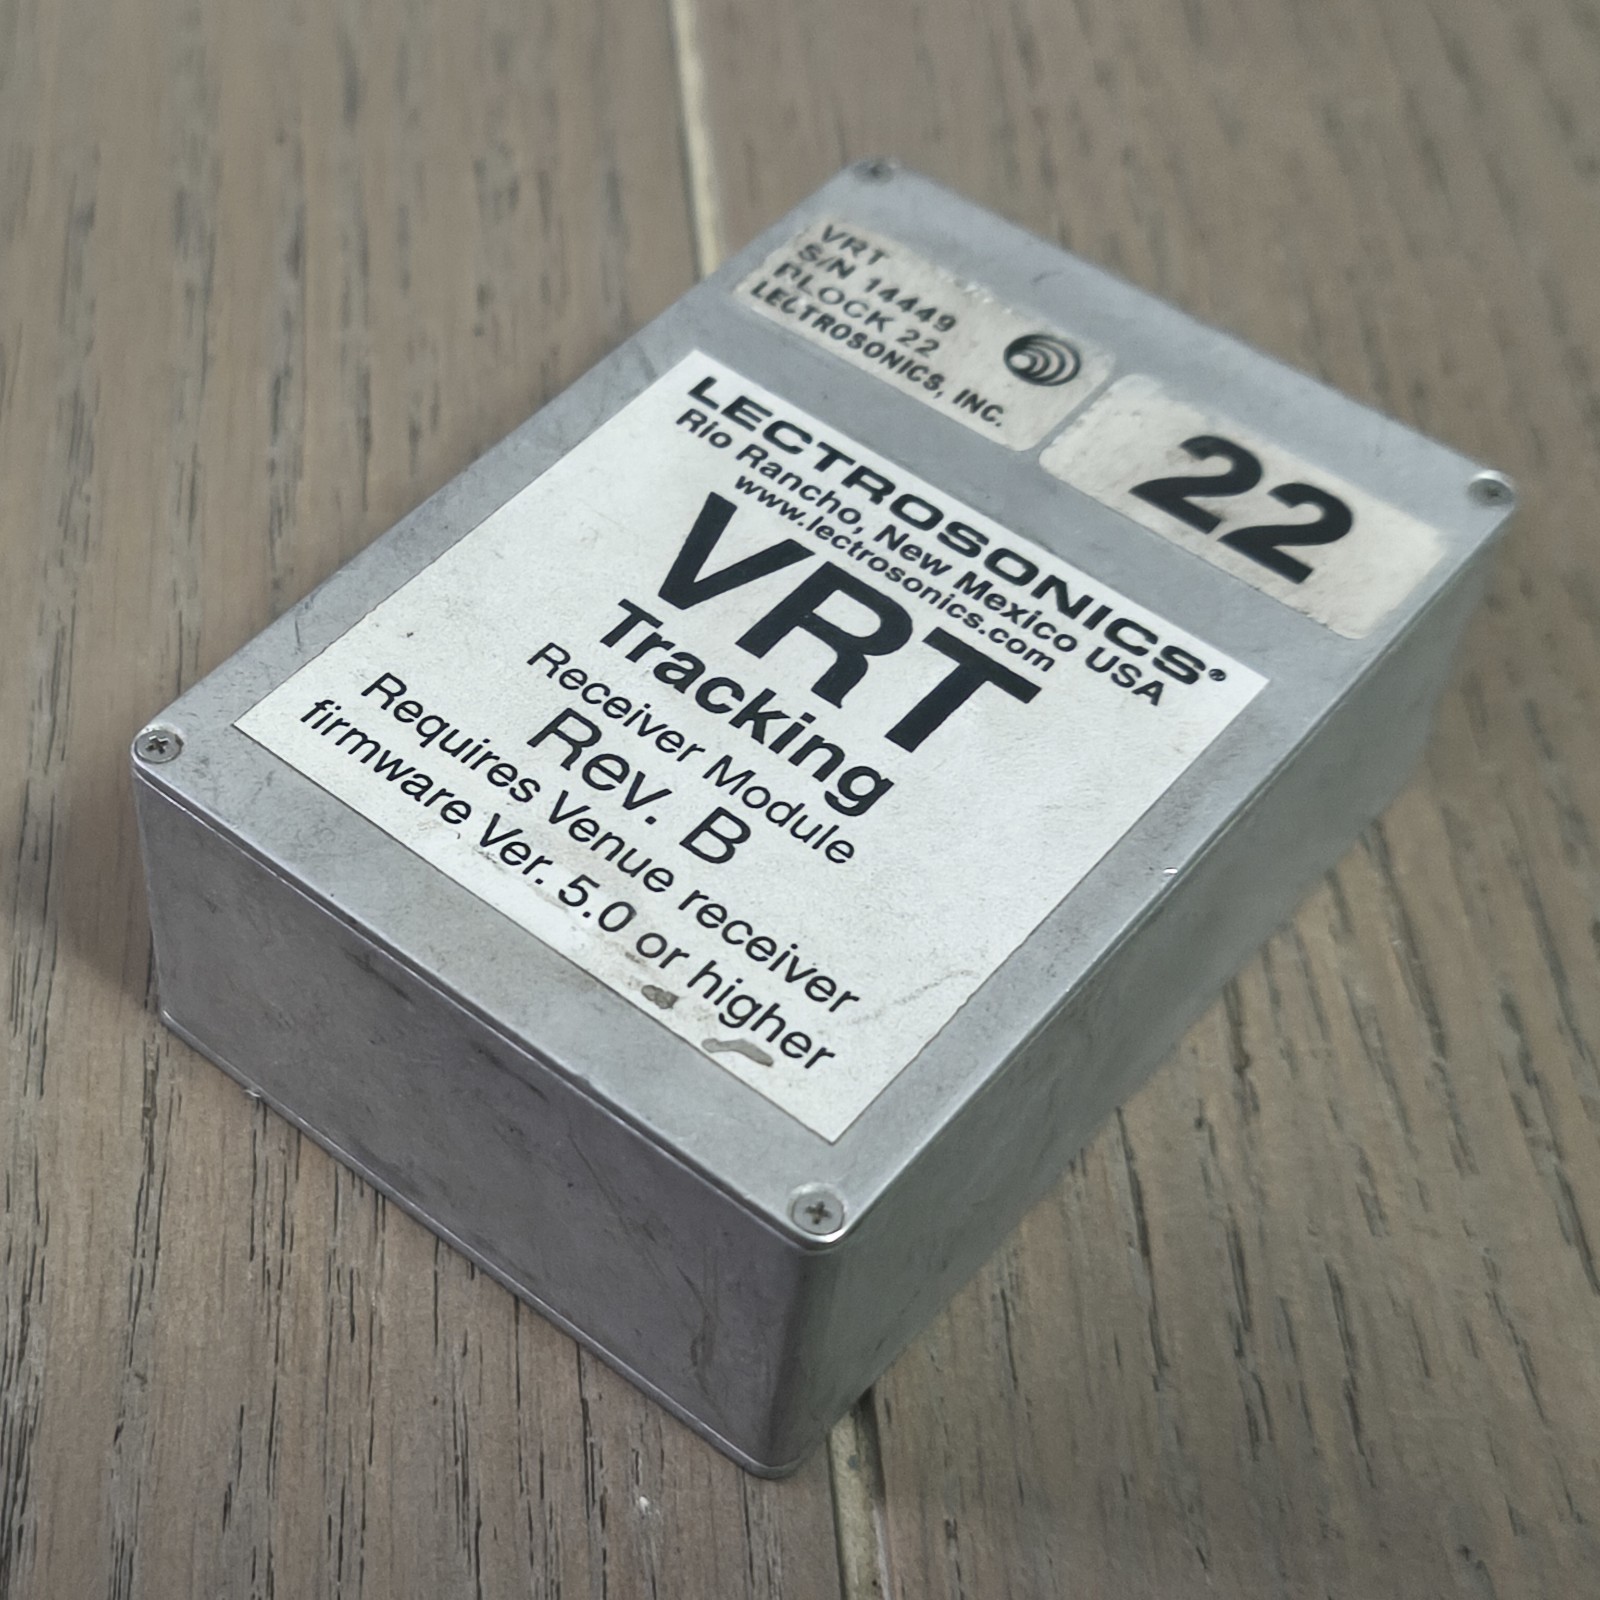 VRT
S/N 14449
BLOCK 22
LECTROSONICS, INC.
22
LECTROSONICS®
Rio Rancho, New Mexico USA
www.lectrosonics.com
VRT
Tracking
Receiver Module
Rev. B
Requires Venue receiver
firmware Ver. 5.0 or higher